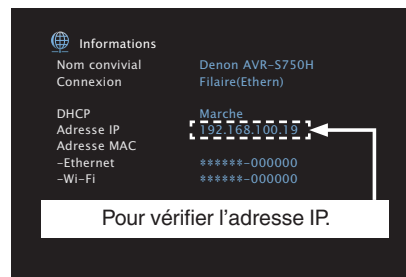 Informations
Nom convivial Denon AVR-S750H
Connexion Filaire(Ethern)
DHCP Marche
Adresse IP 192.168.100.19
Adresse MAC
-Ethernet ******-000000
-Wi-Fi ******-000000
Pour vérifier l’adresse IP.